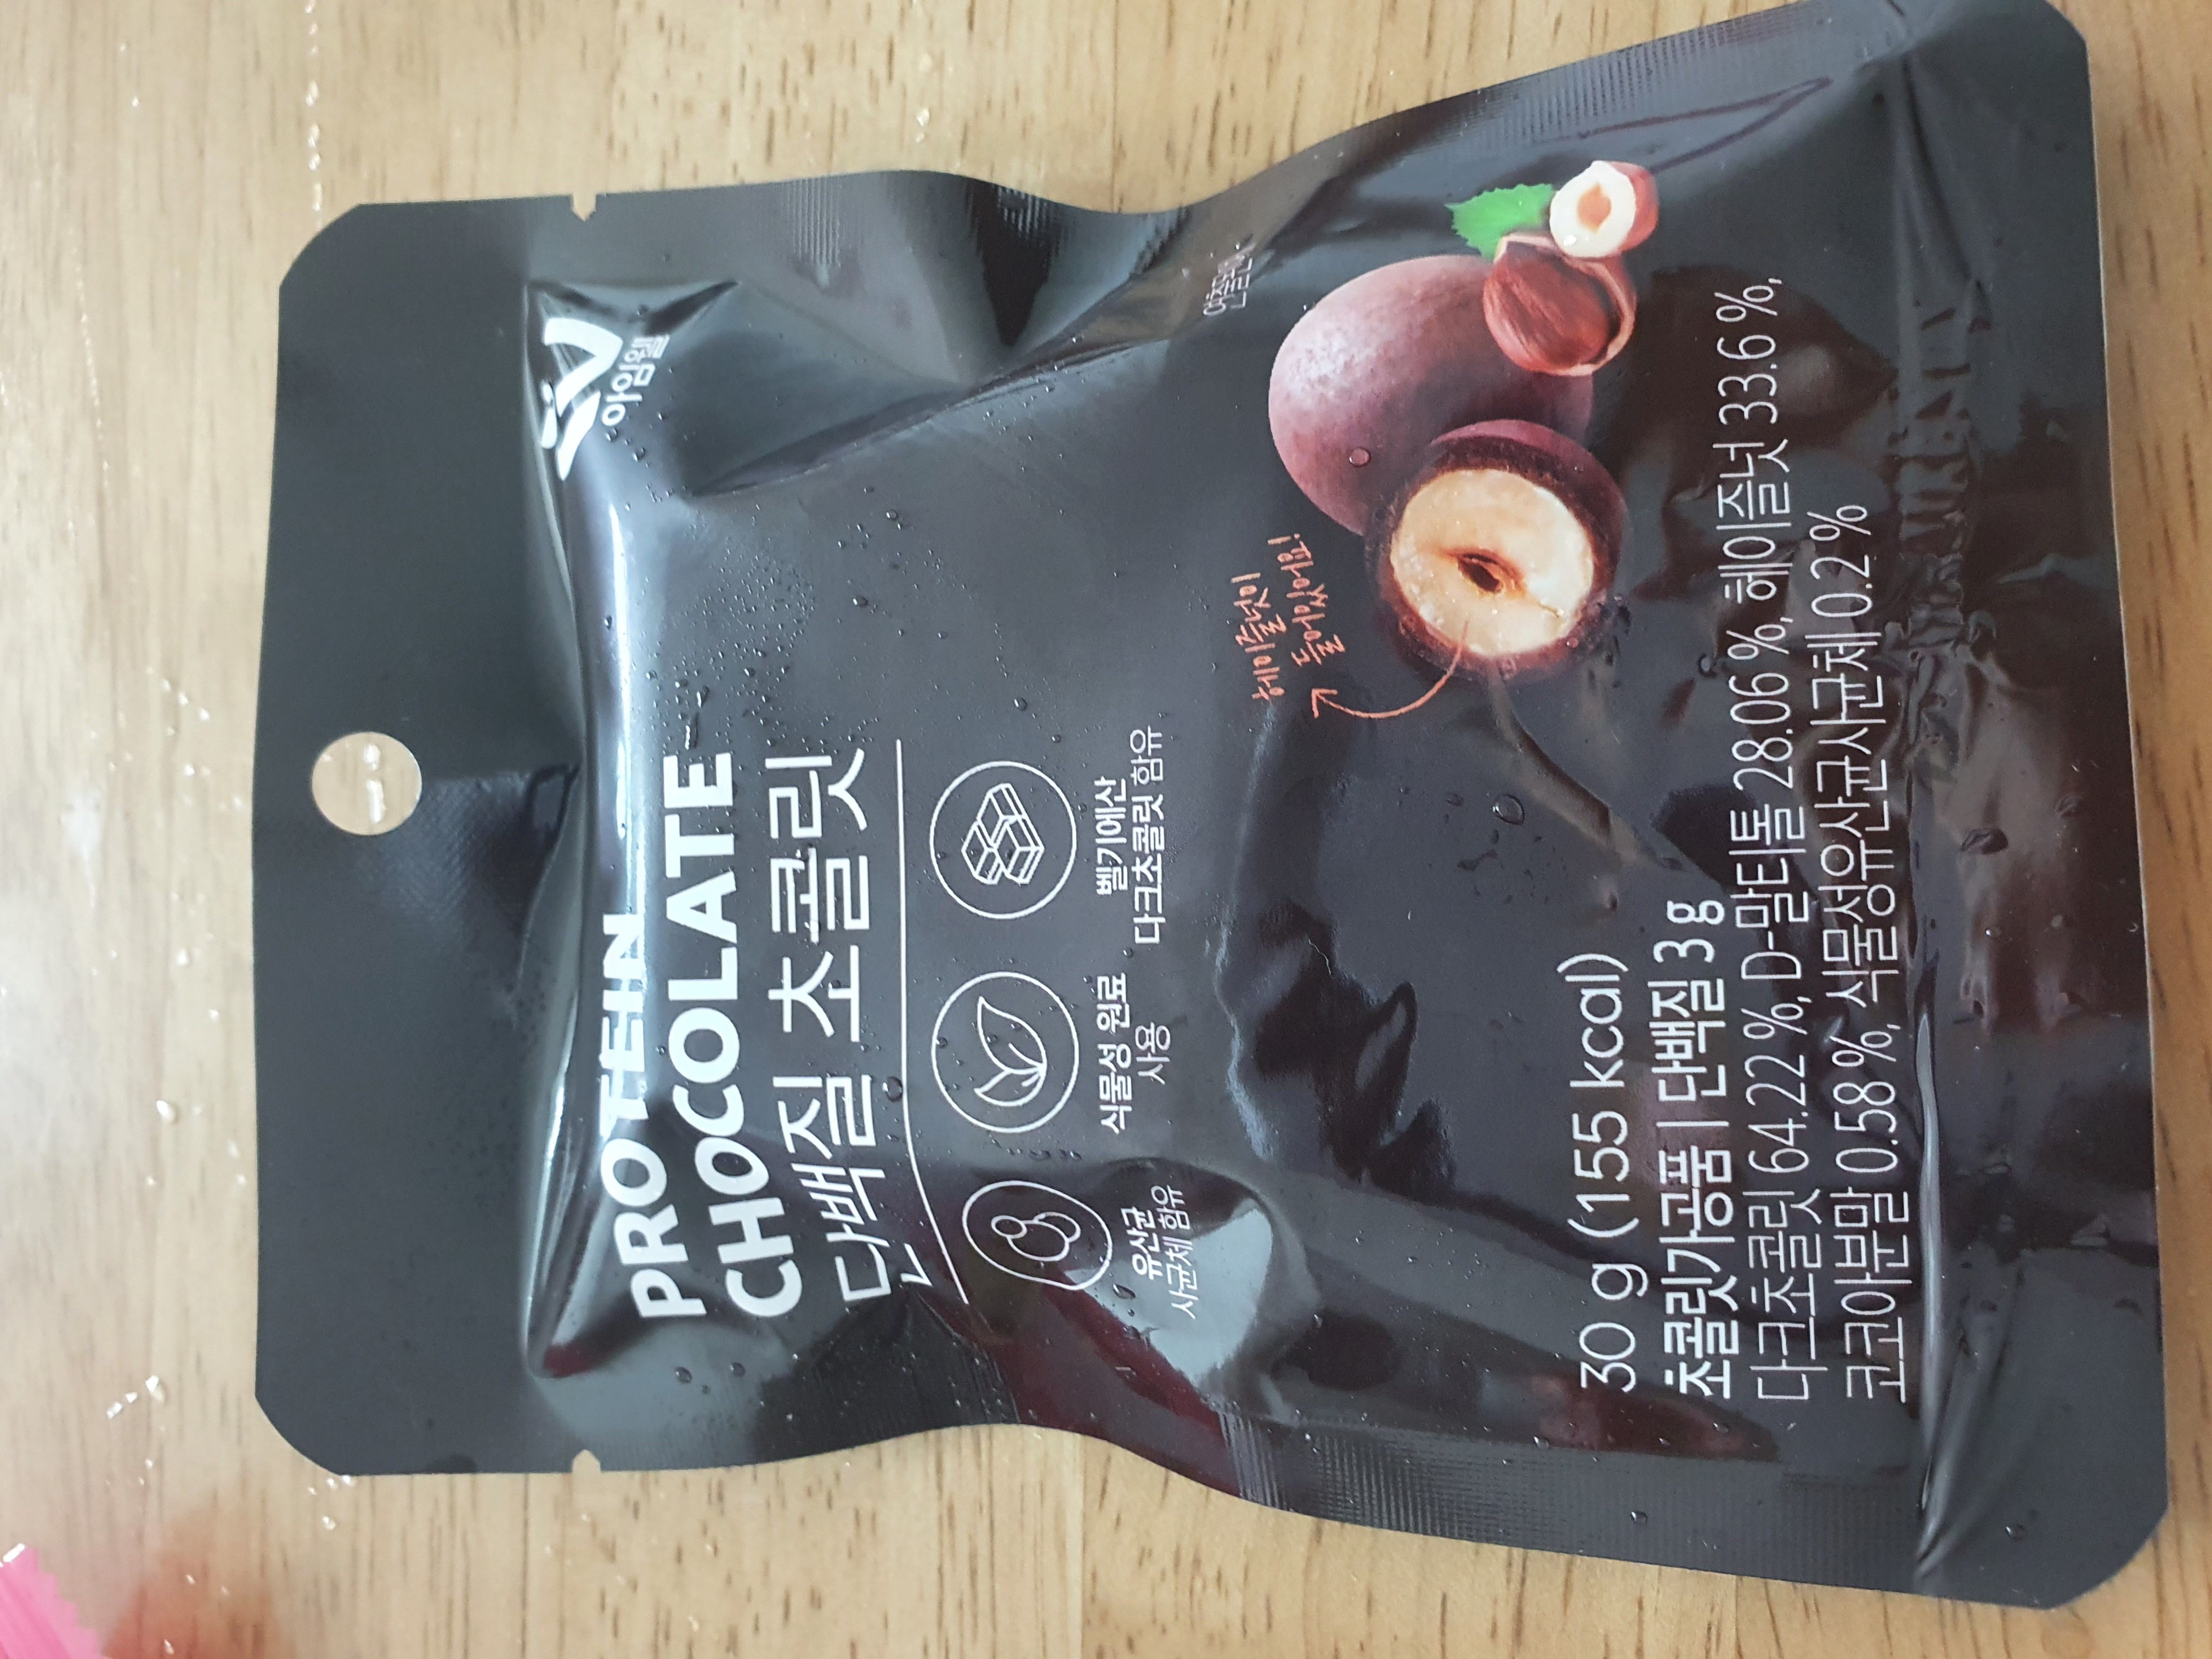 아임웰
PROTEIN
CHOCOLATE
단백질 초콜릿
유산균
사균체 함유
식물성 원료
사용
벨기에산
다크초콜릿 함유
연출된
헤이즐넛이
들어있어요!
30 g (155 kcal)
초콜릿가공품 | 단백질 3 g
다크초콜릿 64.22 %, D-말티톨 28.06 %, 헤이즐넛 33.6 %,
코코아분말 0.58 %, 식물성유산균사균체 0.2 %